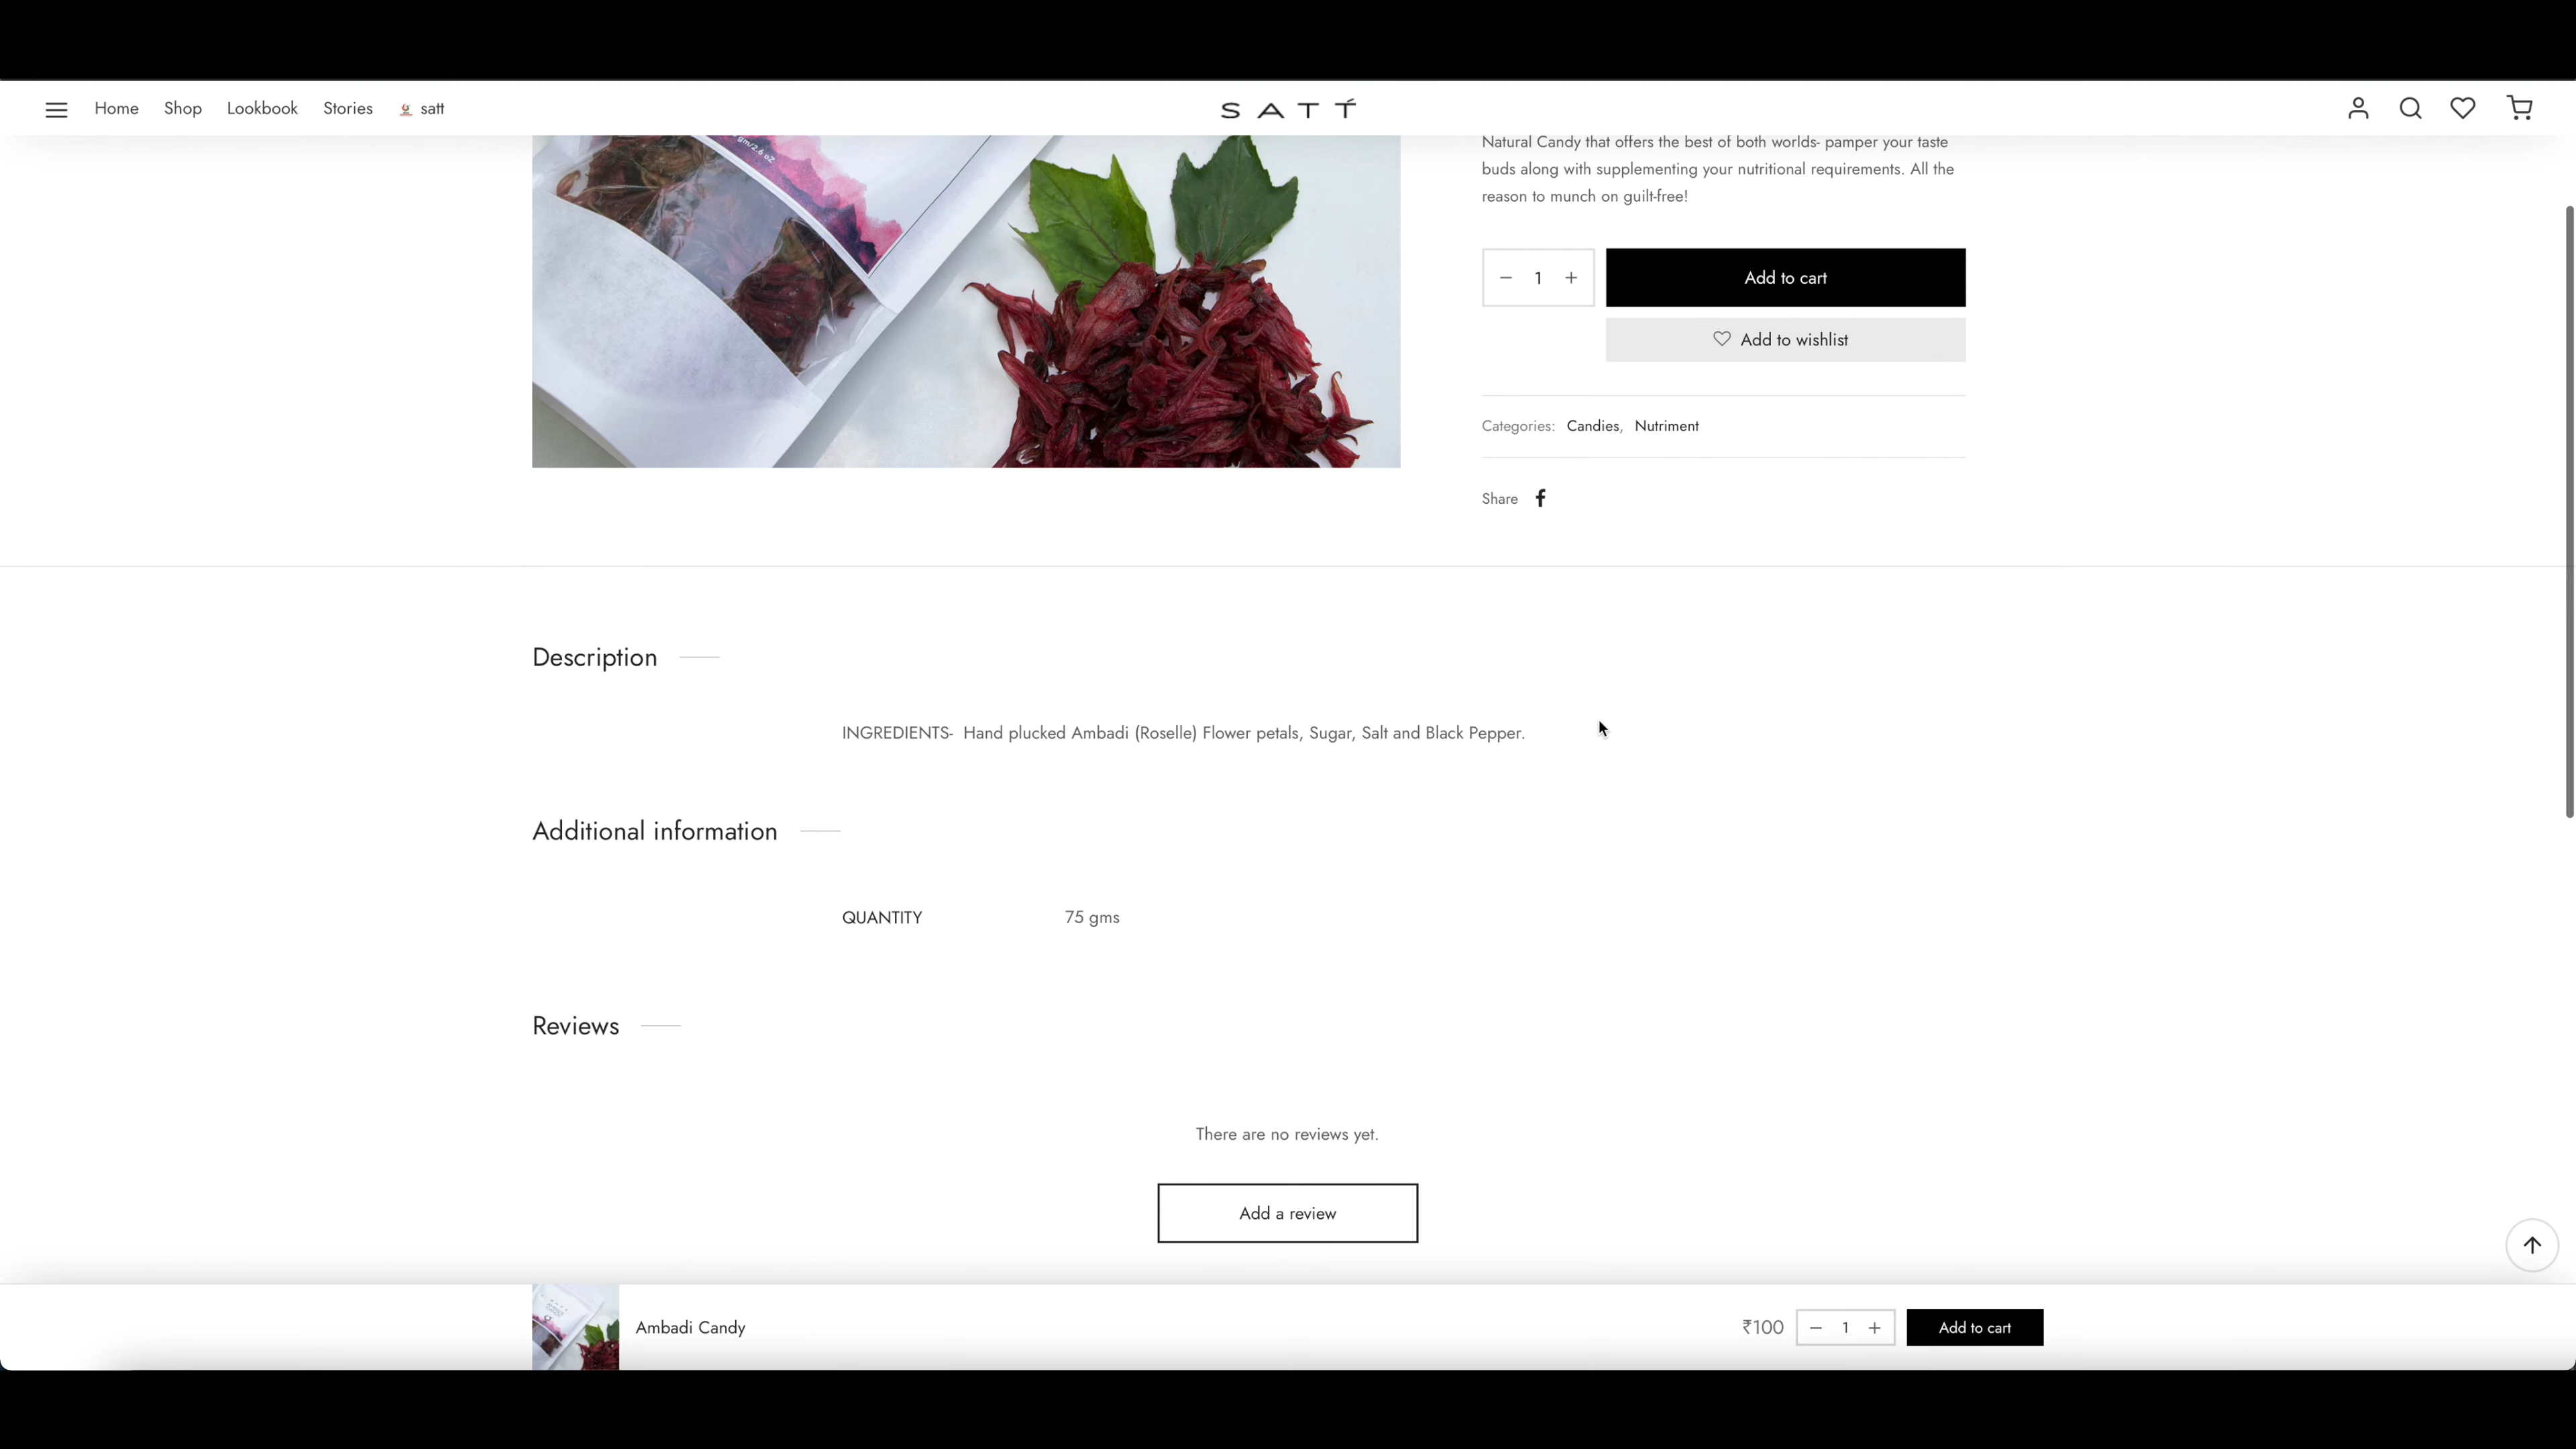 Home Shop Lookbook Stories satt
SATT́
Natural Candy that offers the best of both worlds- pamper your taste
buds along with supplementing your nutritional requirements. All the
reason to munch on guilt-free!
1
Add to cart
Add to wishlist
Categories: Candies, Nutriment
Share
Description
INGREDIENTS- Hand plucked Ambadi (Roselle) Flower petals, Sugar, Salt and Black Pepper.
Additional information
QUANTITY 75 gms
Reviews
There are no reviews yet.
Add a review
Ambadi Candy
₹100
1
Add to cart